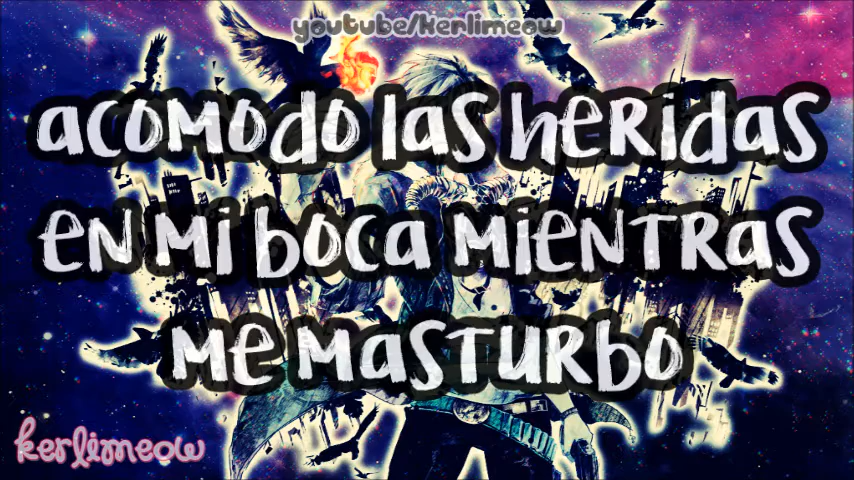 youtube/kerlimeow
acomodo las heridas
en mi boca mientras
me masturbo
kerlimeow